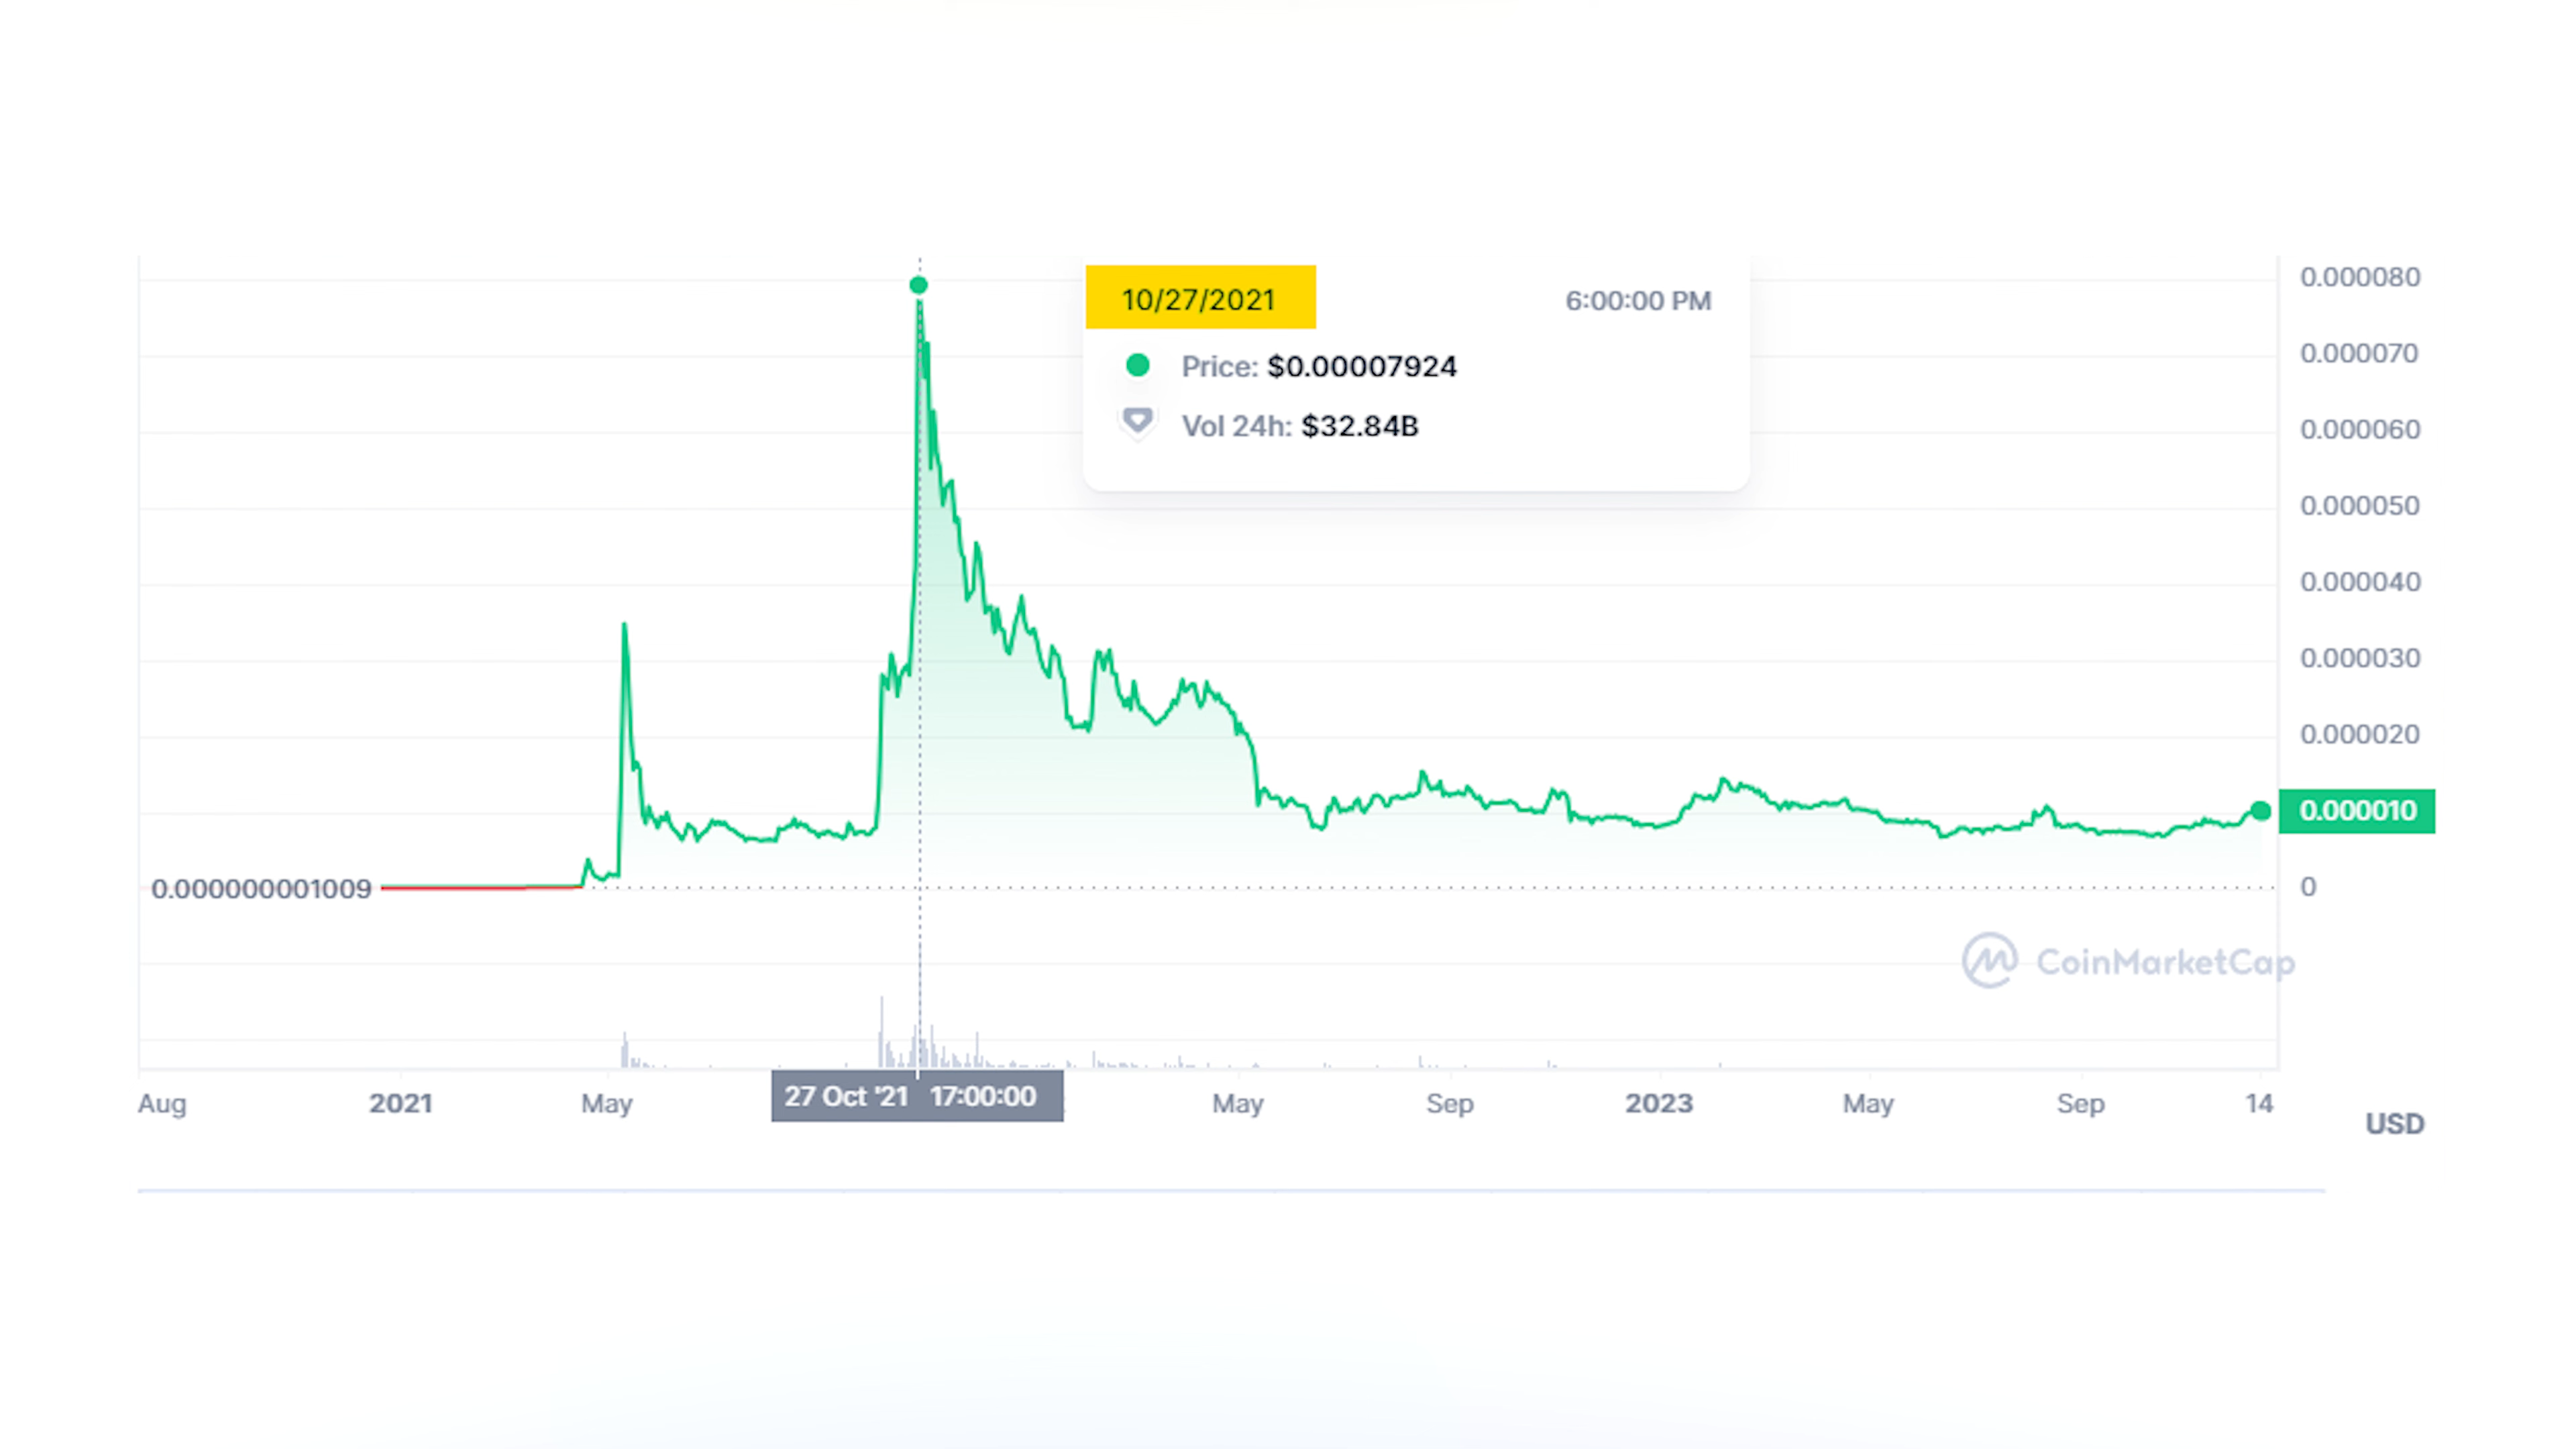 10/27/2021 6:00:00 PM
Price: $0.00007924
Vol 24h: $32.84B
0.000080
0.000070
0.000060
0.000050
0.000040
0.000030
0.000020
0.000010
0.000000001009
0
CoinMarketCap
27 Oct '21 17:00:00
Aug 2021 May May Sep 2023 May Sep 14
USD